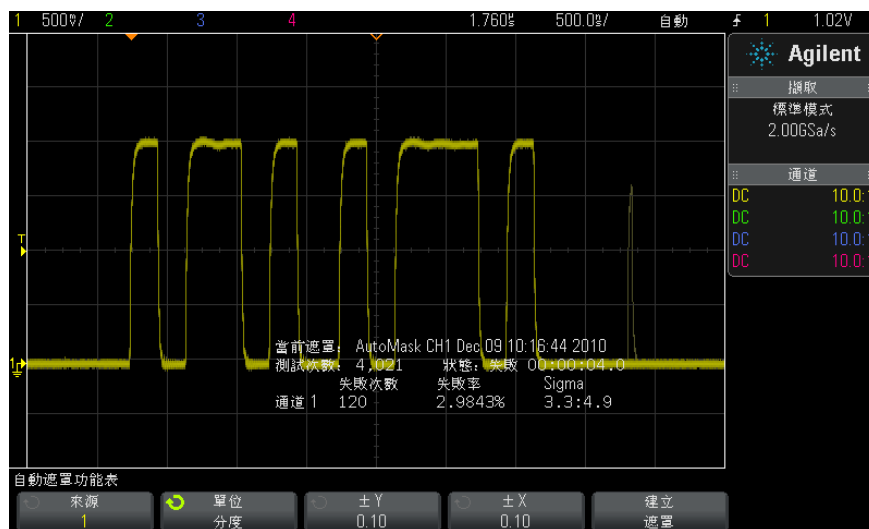 1 500▽/ 2 3 4 1.760s 500.0s/ 自動 1 1.02V
Agilent
擷取
標準模式
2.00GSa/s
通道
DC 10.0:
DC 10.0:
DC 10.0:
DC 10.0:
T
1
當前遮罩: AutoMask CH1 Dec 09 10:16:44 2010
測試次數: 4,021 狀態: 失敗 00:00:04.0
失敗次數 失敗率 Sigma
通道 1 120 2.9843% 3.3:4.9
自動遮罩功能表
來源 單位 ±Y ±X 建立
1 分度 0.10 0.10 遮罩